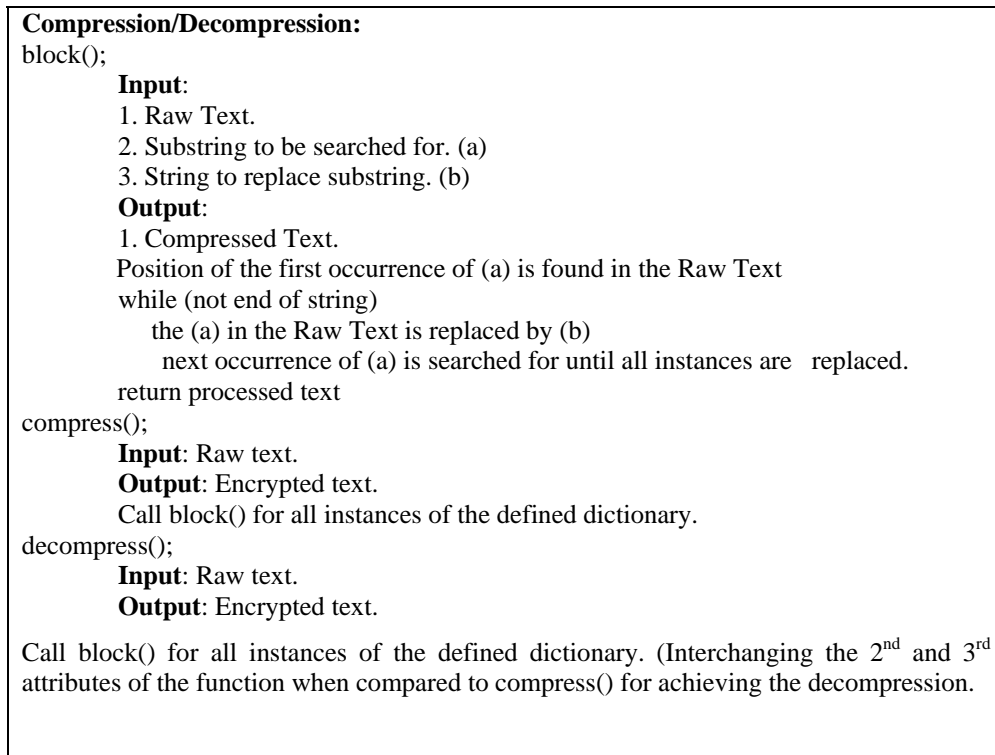 Compression/Decompression:
block();
Input:
1. Raw Text.
2. Substring to be searched for. (a)
3. String to replace substring. (b)
Output:
1. Compressed Text.
Position of the first occurrence of (a) is found in the Raw Text
while (not end of string)
the (a) in the Raw Text is replaced by (b)
next occurrence of (a) is searched for until all instances are replaced.
return processed text
compress();
Input: Raw text.
Output: Encrypted text.
Call block() for all instances of the defined dictionary.
decompress();
Input: Raw text.
Output: Encrypted text.
Call block() for all instances of the defined dictionary. (Interchanging the 2nd and 3rd
attributes of the function when compared to compress() for achieving the decompression.